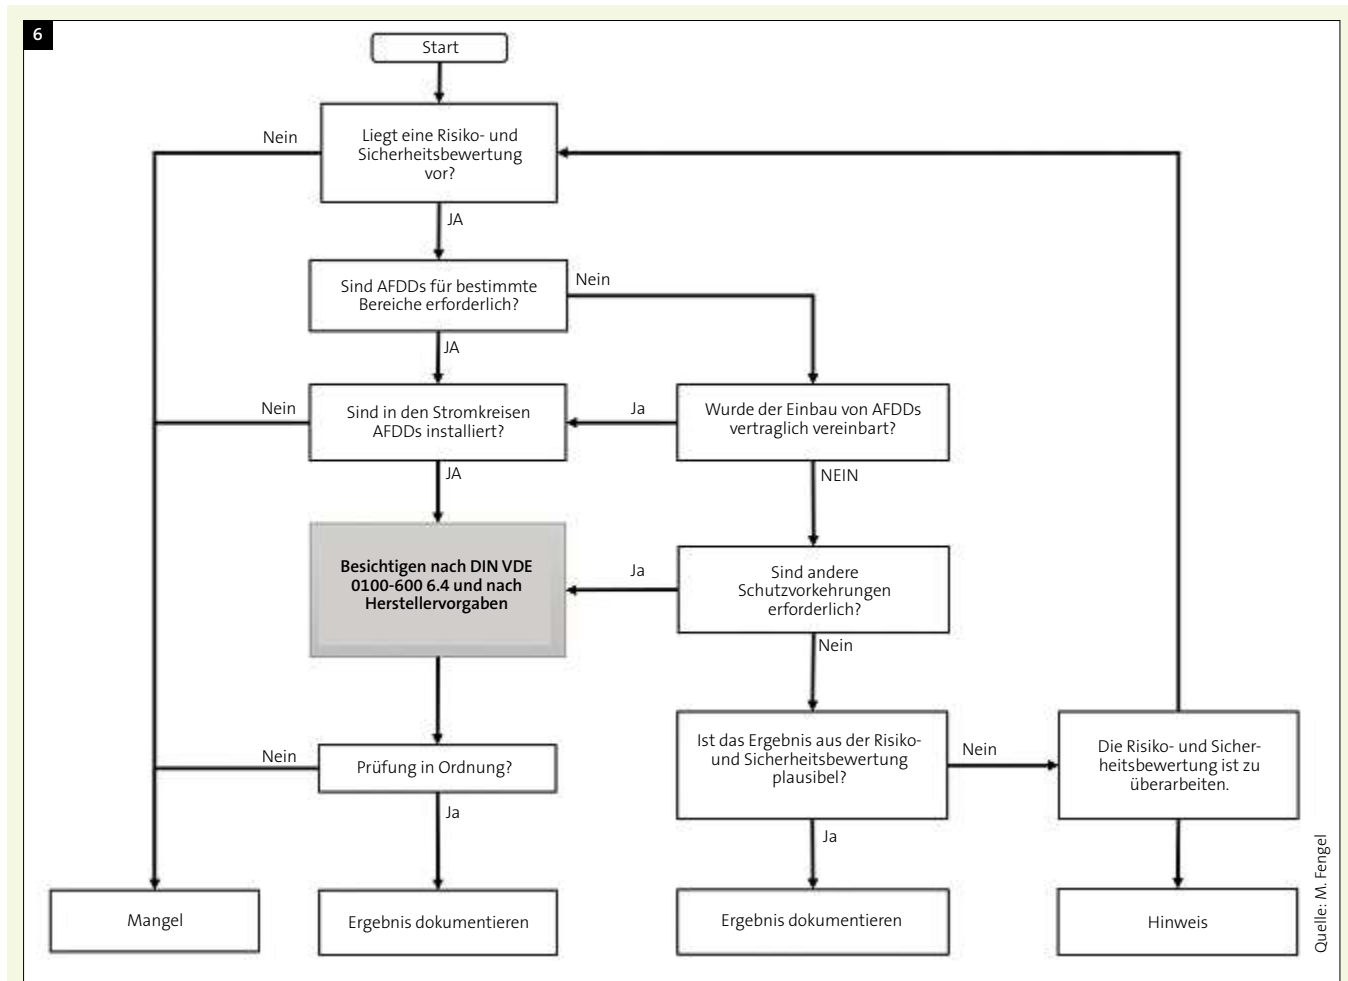 6
Start
Nein
Liegt eine Risiko- und
Sicherheitsbewertung
vor?
JA
Sind AFDDs für bestimmte
Bereiche erforderlich?
Nein
JA
Nein
Sind in den Stromkreisen
AFDDs installiert?
Ja
Wurde der Einbau von AFDDs
vertraglich vereinbart?
JA
NEIN
Besichtigen nach DIN VDE
0100-600 6.4 und nach
Herstellervorgaben
Ja
Sind andere
Schutzvorkehrungen
erforderlich?
Nein
Nein
Prüfung in Ordnung?
Ist das Ergebnis aus der Risiko-
und Sicherheitsbewertung
plausibel?
Nein
Die Risiko- und Sicher-
heitsbewertung ist zu
überarbeiten.
Ja
Ja
Mangel
Ergebnis dokumentieren
Ergebnis dokumentieren
Hinweis
Quelle: M. Fengel